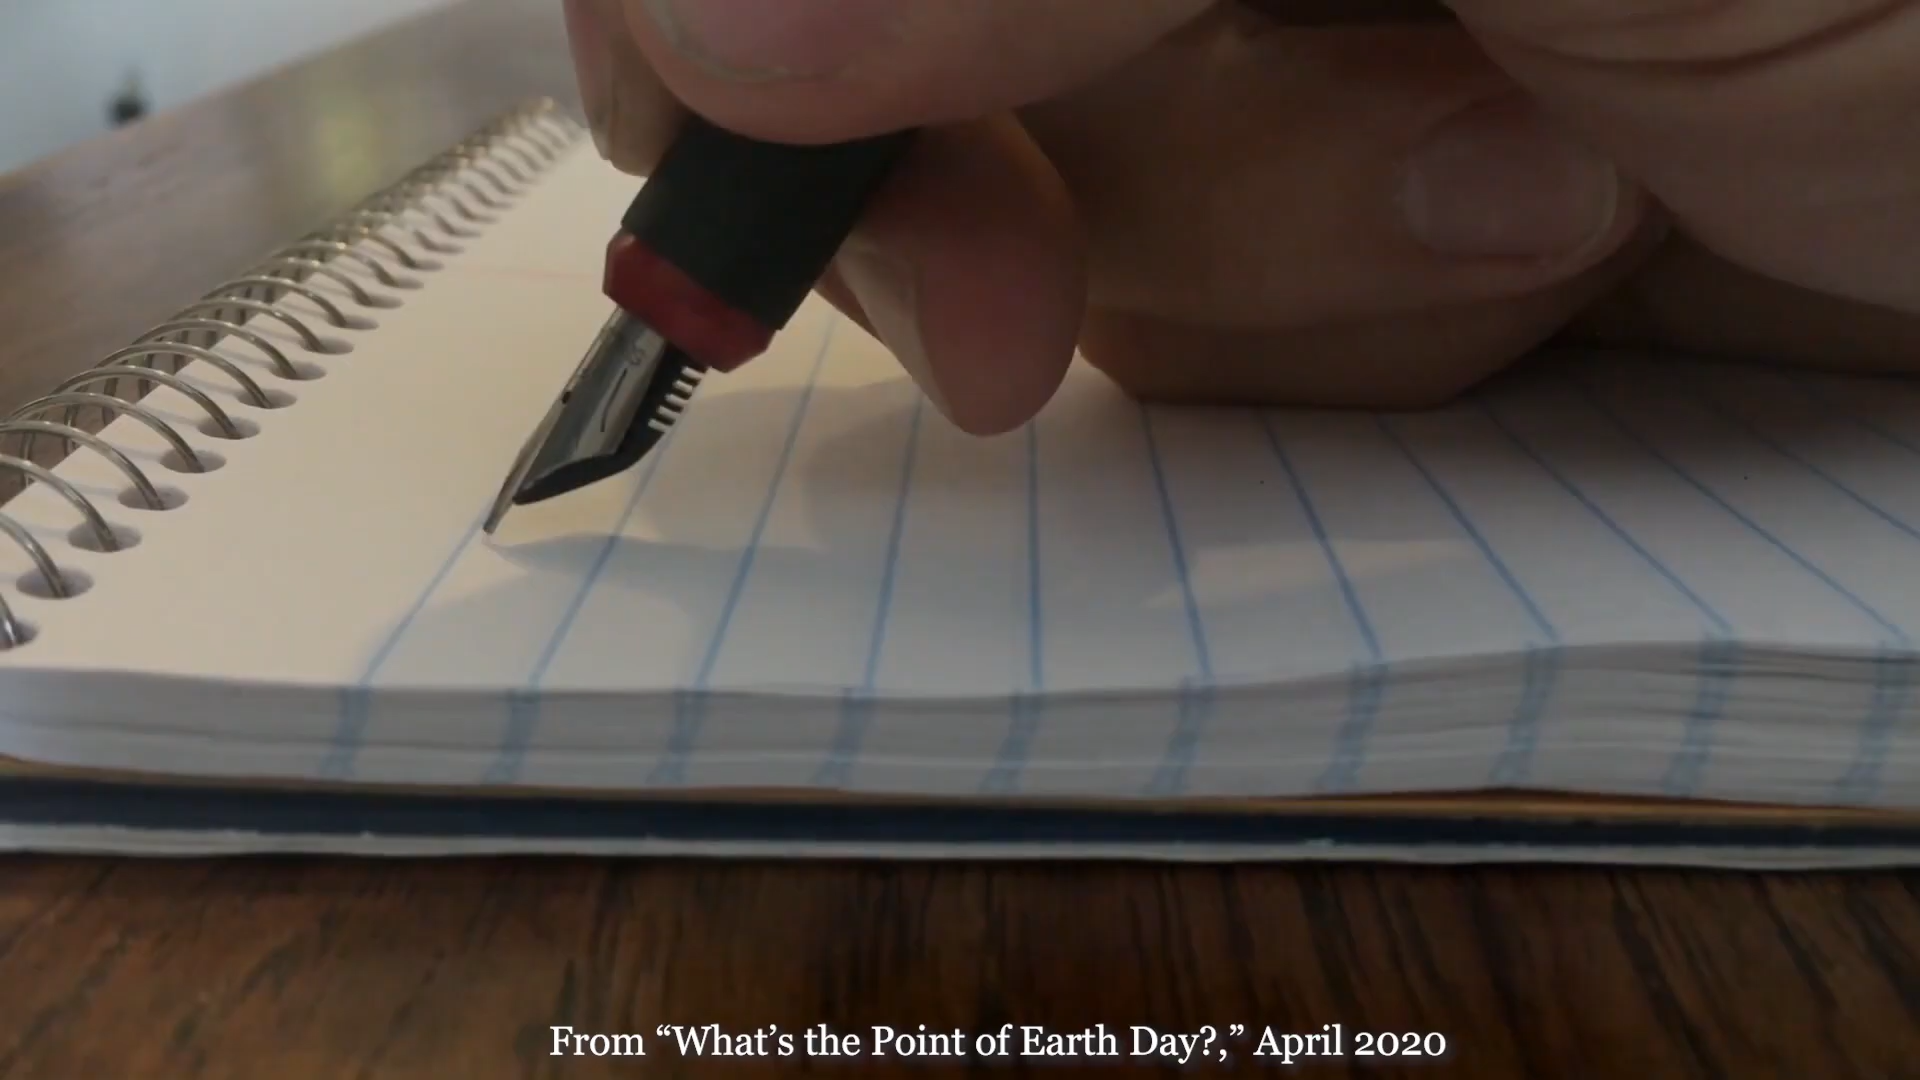 From “What’s the Point of Earth Day?,” April 2020